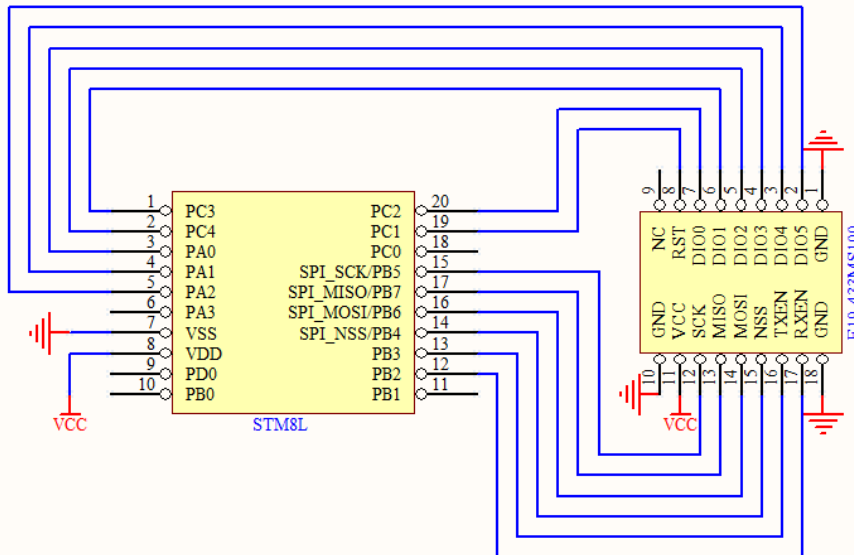 1 PC3 PC2 20
2 PC4 PC1 19
3 PA0 PC0 18
4 PA1 SPI_SCK/PB5 15
5 PA2 SPI_MISO/PB7 17
6 PA3 SPI_MOSI/PB6 16
7 VSS SPI_NSS/PB4 14
8 VDD PB3 13
9 PD0 PB2 12
10 PB0 PB1 11
STM8L
VCC
9 8 7 6 5 4 3 2 1
NC RST DIO0 DIO1 DIO2 DIO3 DIO4 DIO5 GND
GND VCC SCK MISO MOSI NSS TXEN RXEN GND
10 11 12 13 14 15 16 17 18
VCC
E19-433MS100